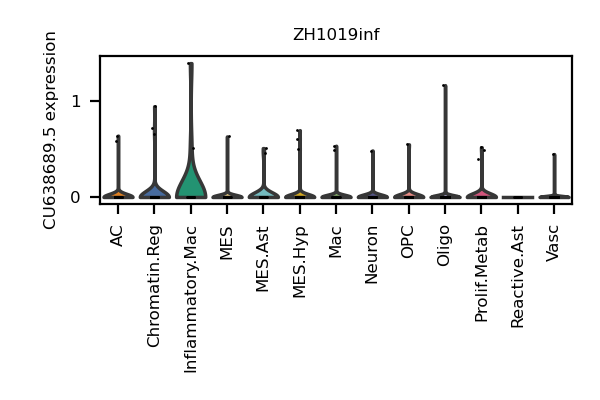 ZH1019inf
CU638689.5 expression
1
0
AC
Chromatin.Reg
Inflammatory.Mac
MES
MES.Ast
MES.Hyp
Mac
Neuron
OPC
Oligo
Prolif.Metab
Reactive.Ast
Vasc